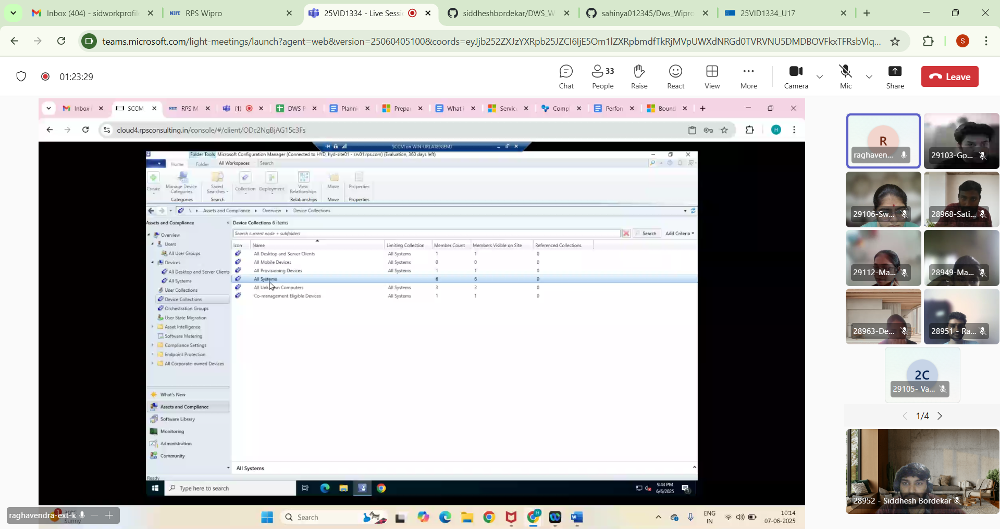 Inbox (404) - sidworkprofil
RPS Wipro
25VID1334 - Live Sessi
siddheshbordekar/DWS_W
sahinya012345/Dws_Wipro
25VID1334_U17
teams.microsoft.com/light-meetings/launch?agent=web&version=25060405100&coords=
S
01:23:29
33
Chat
People
Raise
React
View
More
Camera
Mic
Share
Leave
Inbox
SCCM
NIIT RPS M
(1)
DWS P
Planni
Prepa
What i
Servic
Comp
Perfor
Bound
cloud4.rpsconsulting.in/console/#/client/ODc2NgBjAG15c3Fs
H
SCCM on WIN-URLAT89GEMJ
Folder Tools Microsoft Configuration Manager (Connected to HYD, hyd-site01 - srv01.rps.com) (Evaluation, 360 days left)
Home Folder All Workspaces Search
Create
Manage Device Categories
Saved Searches
Collection
Deployment
View Relationships
Move
Properties
Categories
Search
Relationships
Move
Properties
\ Assets and Compliance Overview Device Collections
Assets and Compliance
Device Collections 6 items
Search current node + subfolders
Search
Add Criteria
Icon Name Limiting Collection Member Count Members Visible on Site Referenced Collections
All Desktop and Server Clients All Systems 1 1 0
All Mobile Devices All Systems 0 0 0
All Provisioning Devices All Systems 1 1 0
All Systems 6 6 0
All Unkn wn Computers All Systems 3 3 0
Co-management Eligible Devices All Systems 1 1 0
Overview
Users
All User Groups
Devices
All Desktop and Server Clients
All Systems
User Collections
Device Collections
Orchestration Groups
User State Migration
Asset Intelligence
Software Metering
Compliance Settings
Endpoint Protection
All Corporate-owned Devices
What's New
Assets and Compliance
Software Library
Monitoring
Administration
Community
All Systems
Ready
Type here to search
9:44 PM
6/6/2025
R
raghaven...
29103-Go...
29106-Sw...
28968-Sati...
29112-Ma...
28949-Ma...
28963-De...
28951 - Ra...
2C
29105- Va...
1/4
28952 - Siddhesh Bordekar
raghavendra-ext-k
Sunny
Search
ENG
IN
10:14
07-06-2025